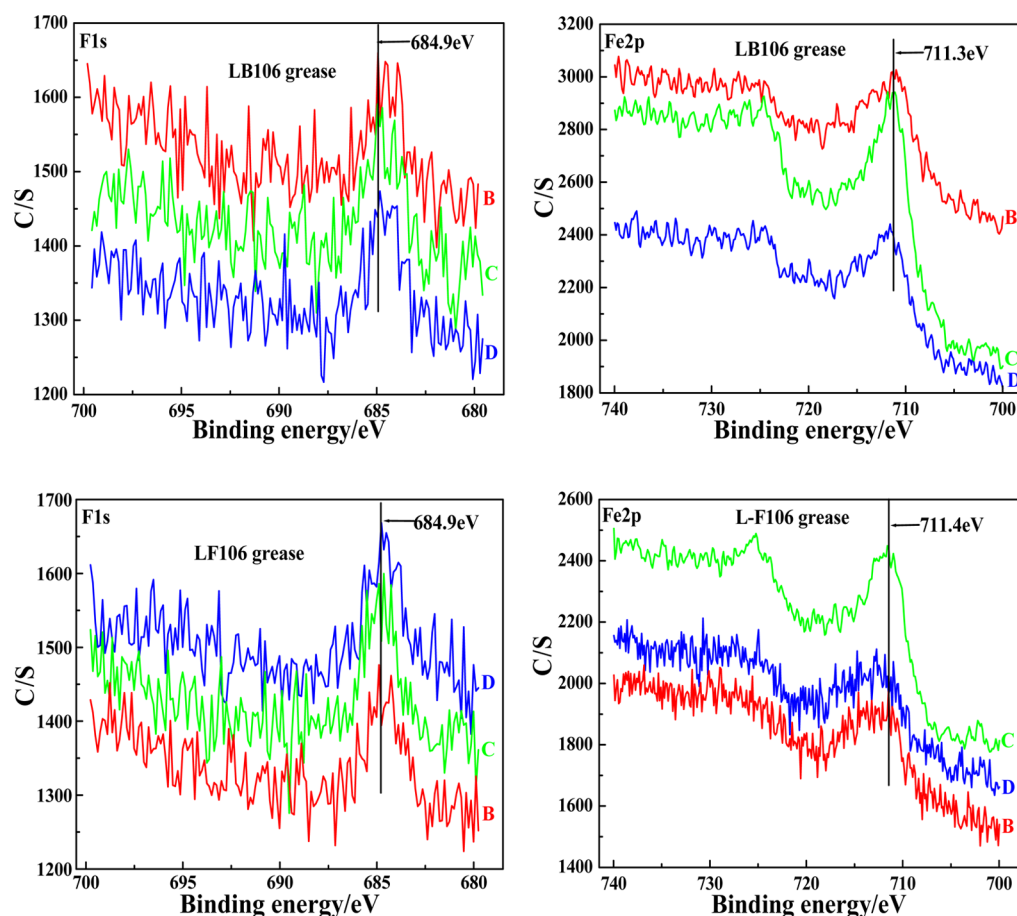 1700
F1s
684.9eV
LB106 grease
1600
1500
B
C/S
1400
C
1300
D
1200
700 695 690 685 680
Binding energy/eV
3200
Fe2p
LB106 grease
711.3eV
3000
2800
2600
C/S
B
2400
2200
2000
C
D
1800
740 730 720 710 700
Binding energy/eV
1700
F1s
684.9eV
LF106 grease
1600
1500
D
C/S
1400
C
1300
B
1200
700 695 690 685 680
Binding energy/eV
2600
Fe2p
L-F106 grease
711.4eV
2400
2200
C/S
2000
1800
C
D
1600
B
1400
740 730 720 710 700
Binding energy/eV